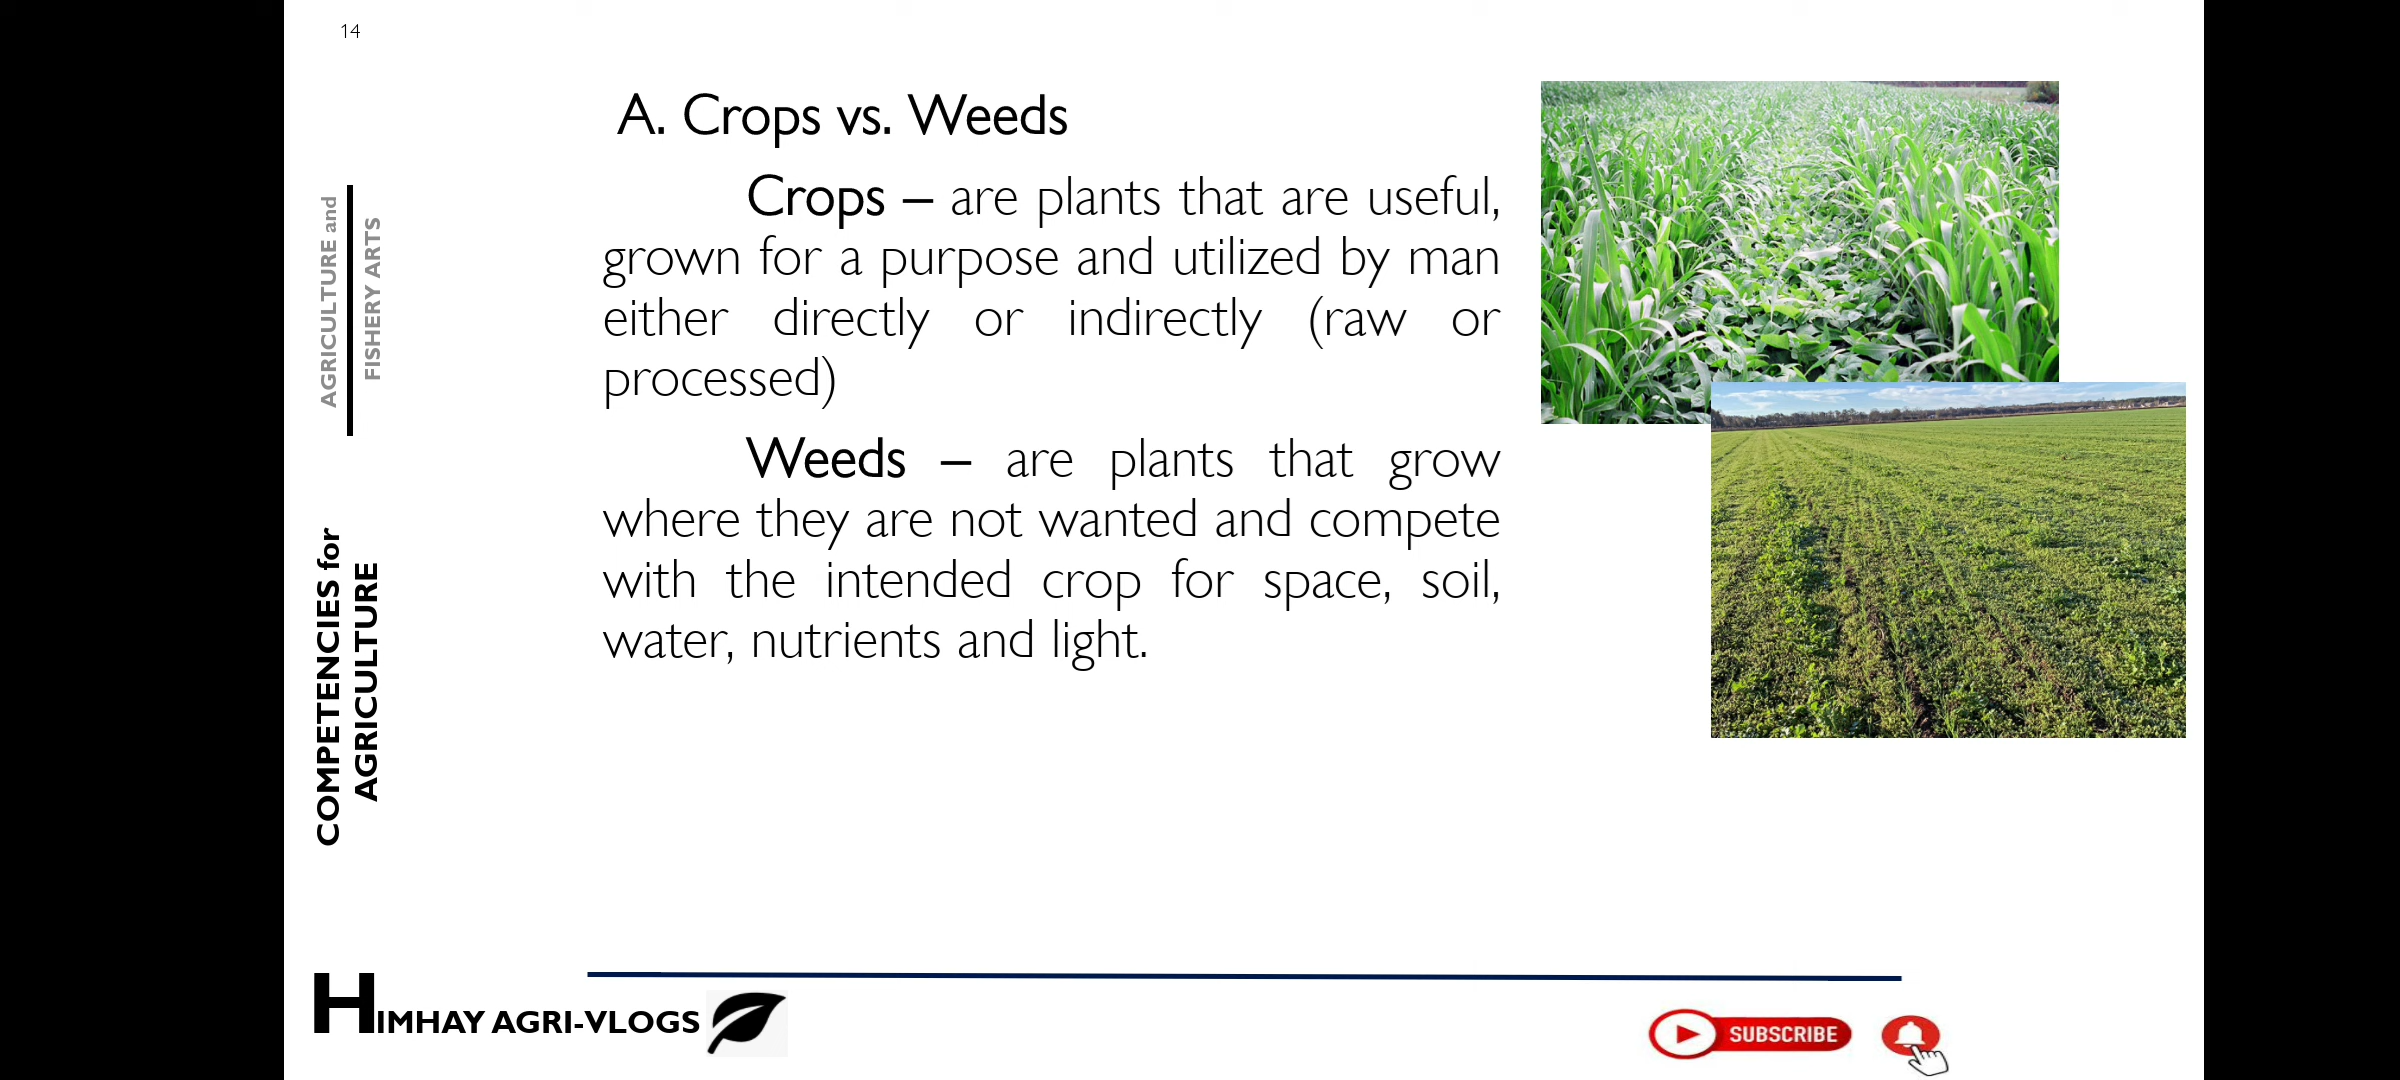 14
A. Crops vs. Weeds
Crops – are plants that are useful,
grown for a purpose and utilized by man
either directly or indirectly (raw or
processed)
Weeds – are plants that grow
where they are not wanted and compete
with the intended crop for space, soil,
water, nutrients and light.
AGRICULTURE and
FISHERY ARTS
COMPETENCIES for
AGRICULTURE
HIMHAY AGRI-VLOGS
SUBSCRIBE